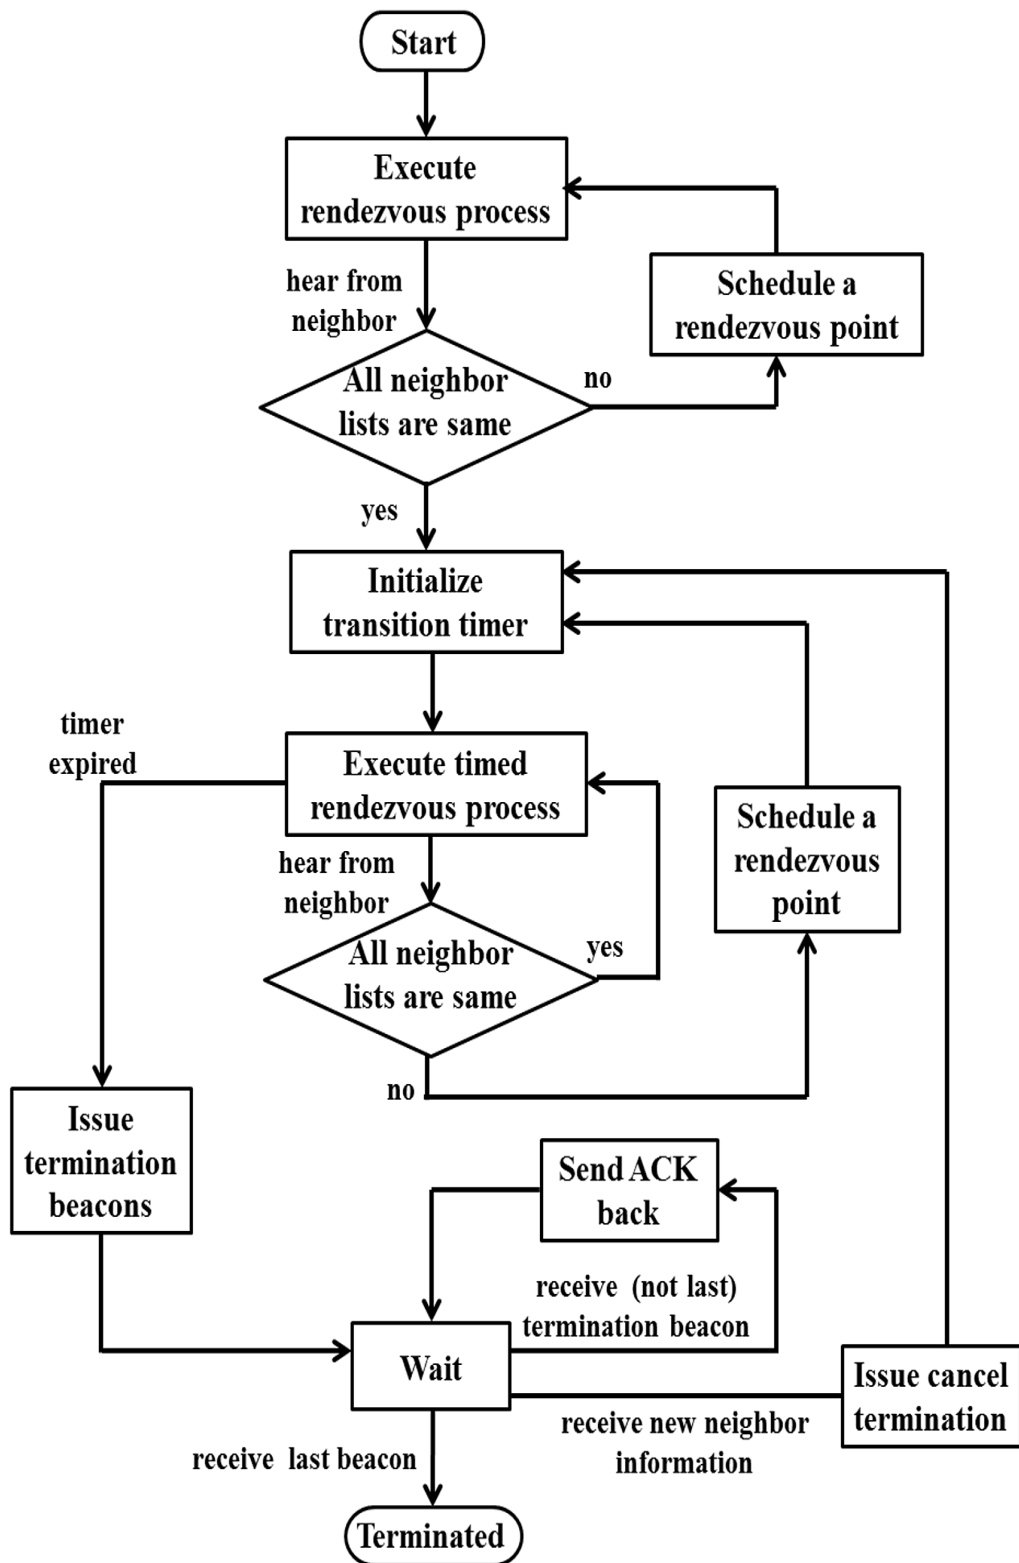 Start
Execute
rendezvous process
hear from
neighbor
Schedule a
rendezvous point
All neighbor
lists are same
no
yes
Initialize
transition timer
timer
expired
Execute timed
rendezvous process
Schedule a
rendezvous
point
hear from
neighbor
All neighbor
lists are same
yes
no
Issue
termination
beacons
Send ACK
back
receive (not last)
termination beacon
Wait
Issue cancel
termination
receive new neighbor
information
receive last beacon
Terminated